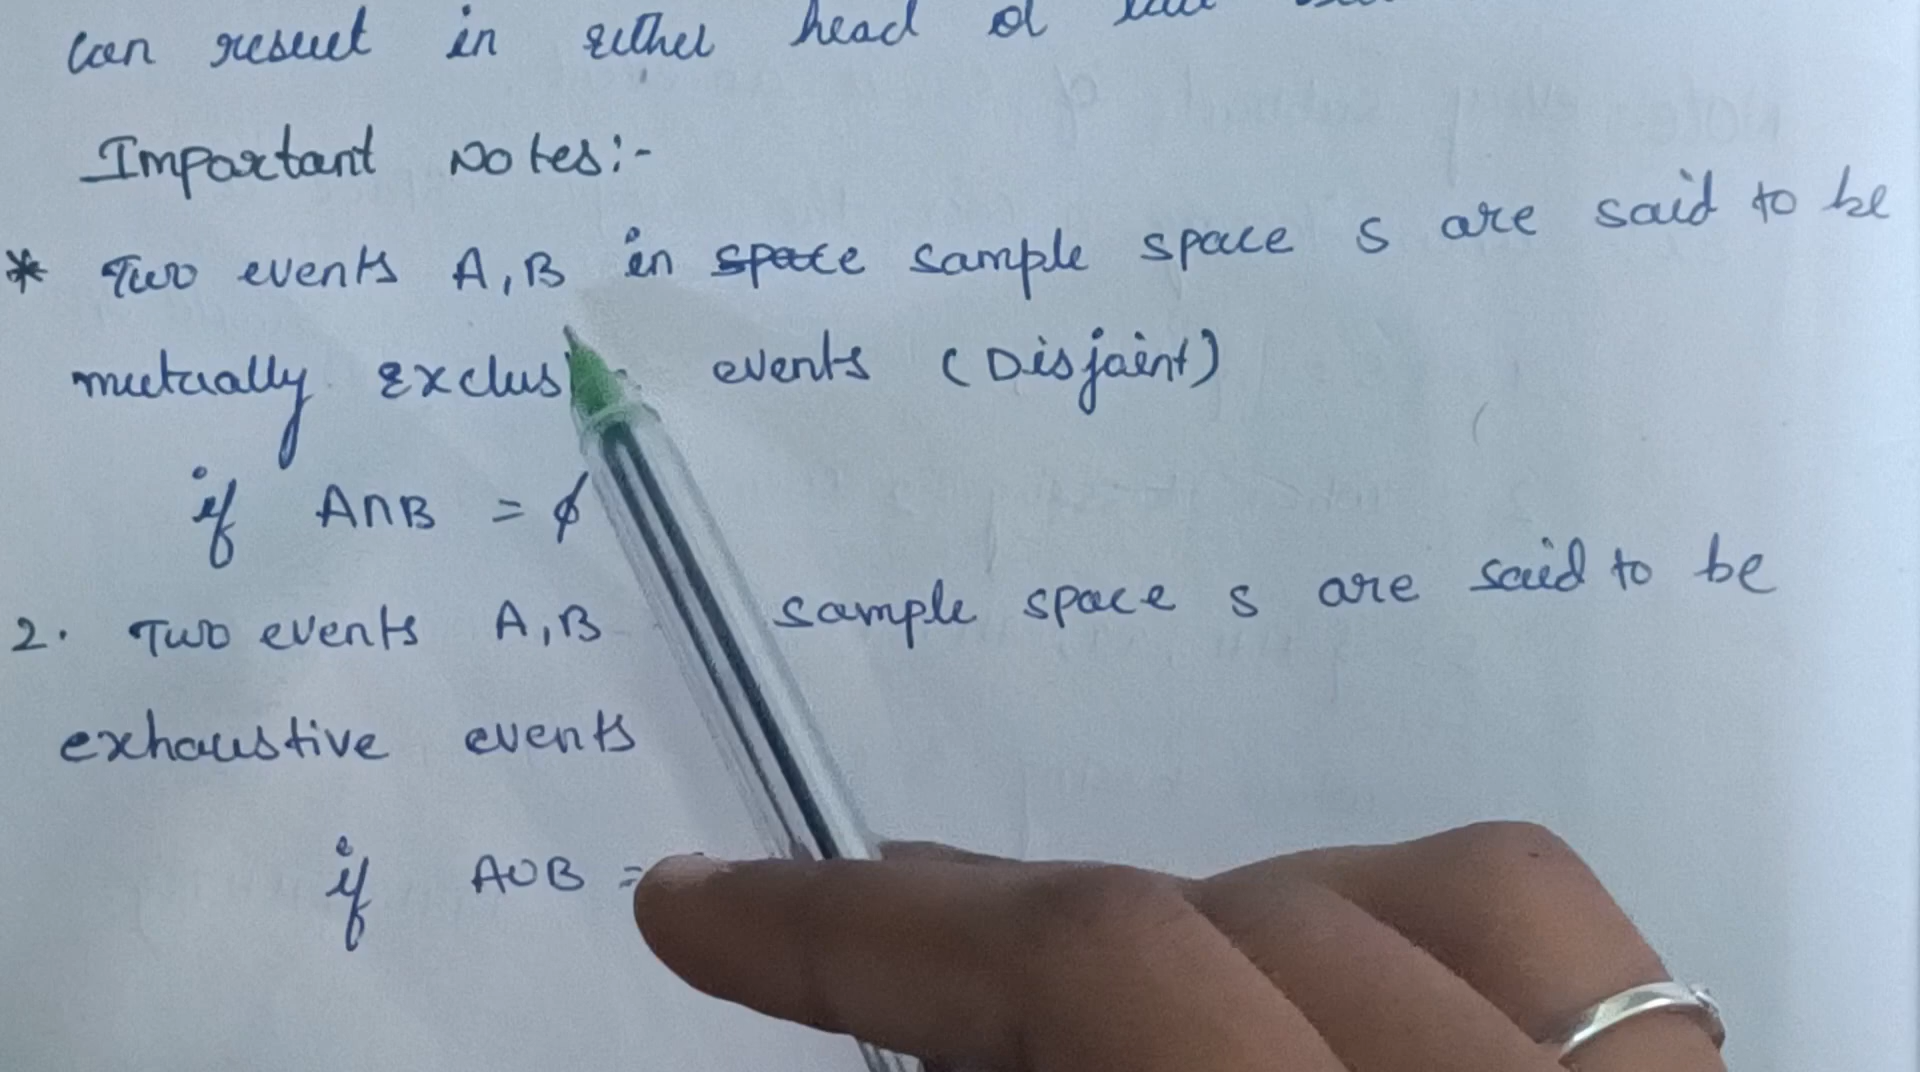 can result in either head or
Important Notes:-
* Two events A, B in space sample space s are said to be
mutually exclus events (Disjoint)
if A∩B = ϕ
2. Two events A, B sample space s are said to be
exhaustive events
if A∪B =